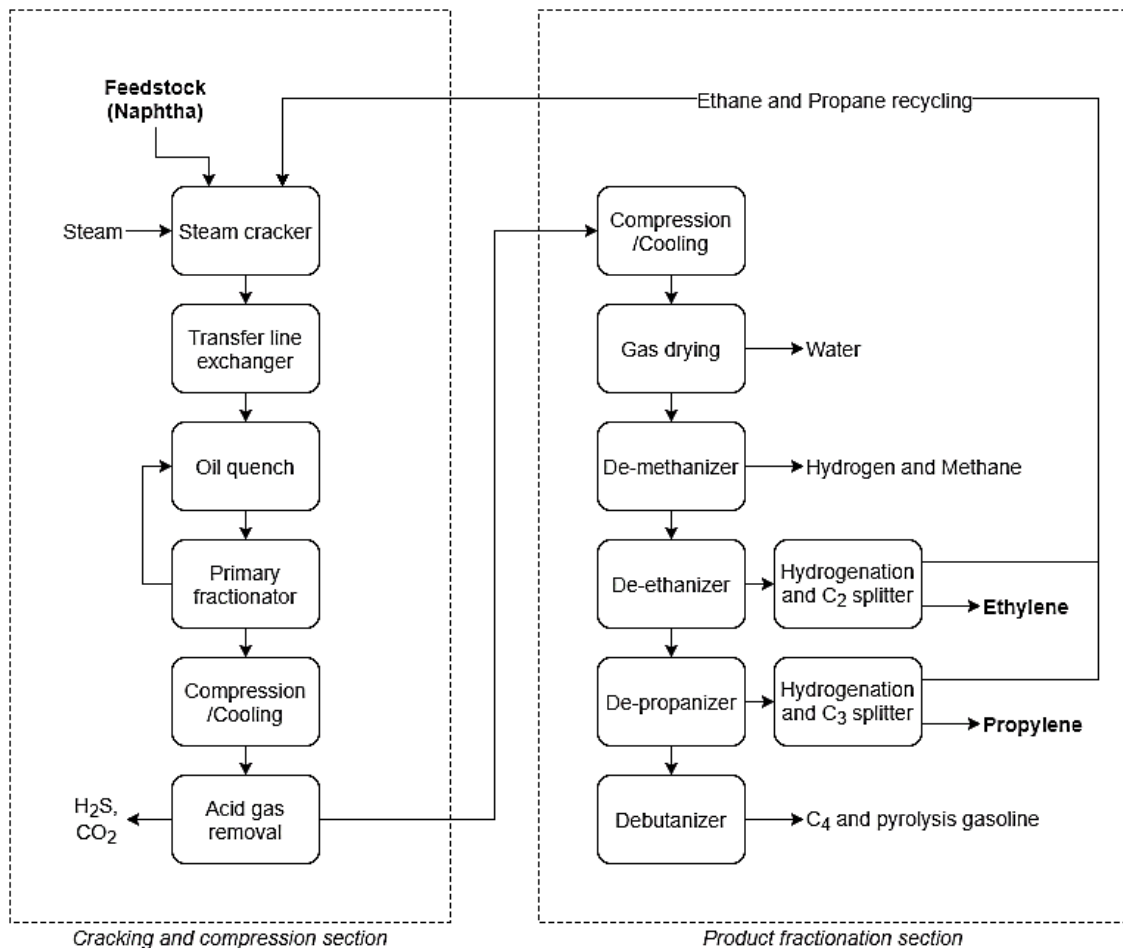 Feedstock
(Naphtha)
Steam
Steam cracker
Transfer line
exchanger
Oil quench
Primary
fractionator
Compression
/Cooling
Acid gas
removal
H2S,
CO2
Cracking and compression section
Ethane and Propane recycling
Compression
/Cooling
Gas drying
Water
De-methanizer
Hydrogen and Methane
De-ethanizer
Hydrogenation
and C2 splitter
Ethylene
De-propanizer
Hydrogenation
and C3 splitter
Propylene
Debutanizer
C4 and pyrolysis gasoline
Product fractionation section